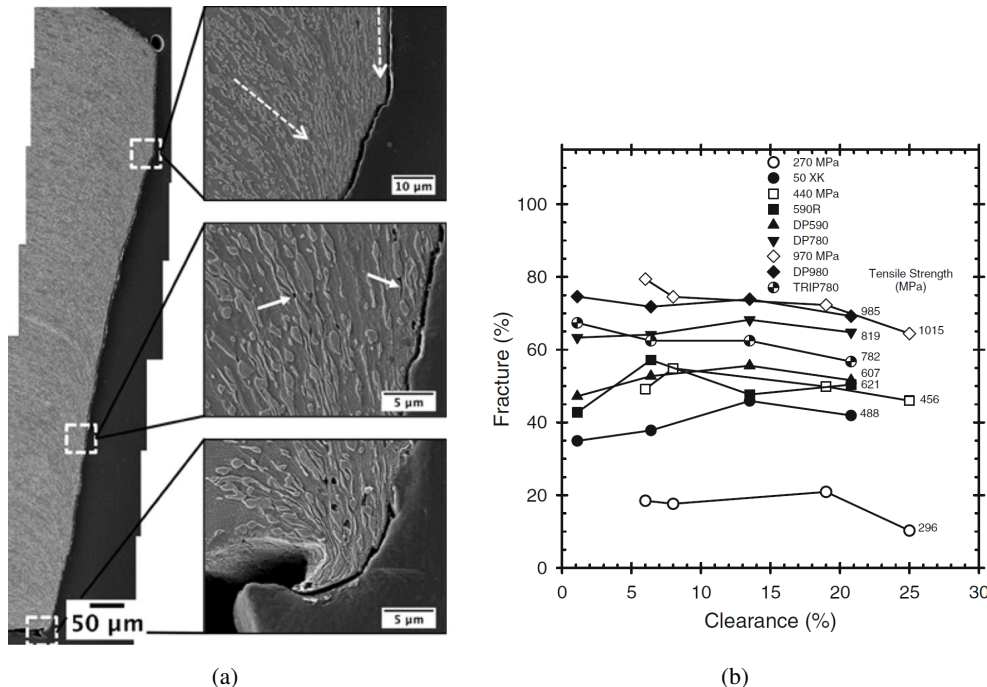 10 μm
5 μm
50 μm
5 μm
(a)
270 MPa
50 XK
440 MPa
590R
DP590
DP780
970 MPa
DP980
TRIP780
Tensile Strength
(MPa)
985
1015
819
782
607
621
456
488
296
Fracture (%)
100
80
60
40
20
0
0 5 10 15 20 25 30
Clearance (%)
(b)